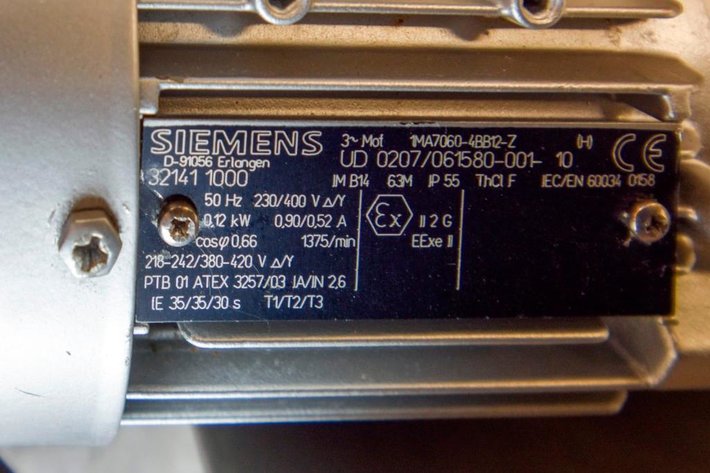 SIEMENS
D-91056 Erlangen
3~ Mot 1MA7060-4BB12-Z (H)
UD 0207/061580-001- 10
CE
32141 1000
IM B14 63M IP 55 ThCl F IEC/EN 60034 0158
50 Hz 230/400 V Δ/Y
0,12 kW 0,90/0,52 A
cosφ 0,66 1375/min
218-242/380-420 V Δ/Y
PTB 01 ATEX 3257/03 IA/IN 2,6
tE 35/35/30 s T1/T2/T3
Ex II 2 G
EExe II